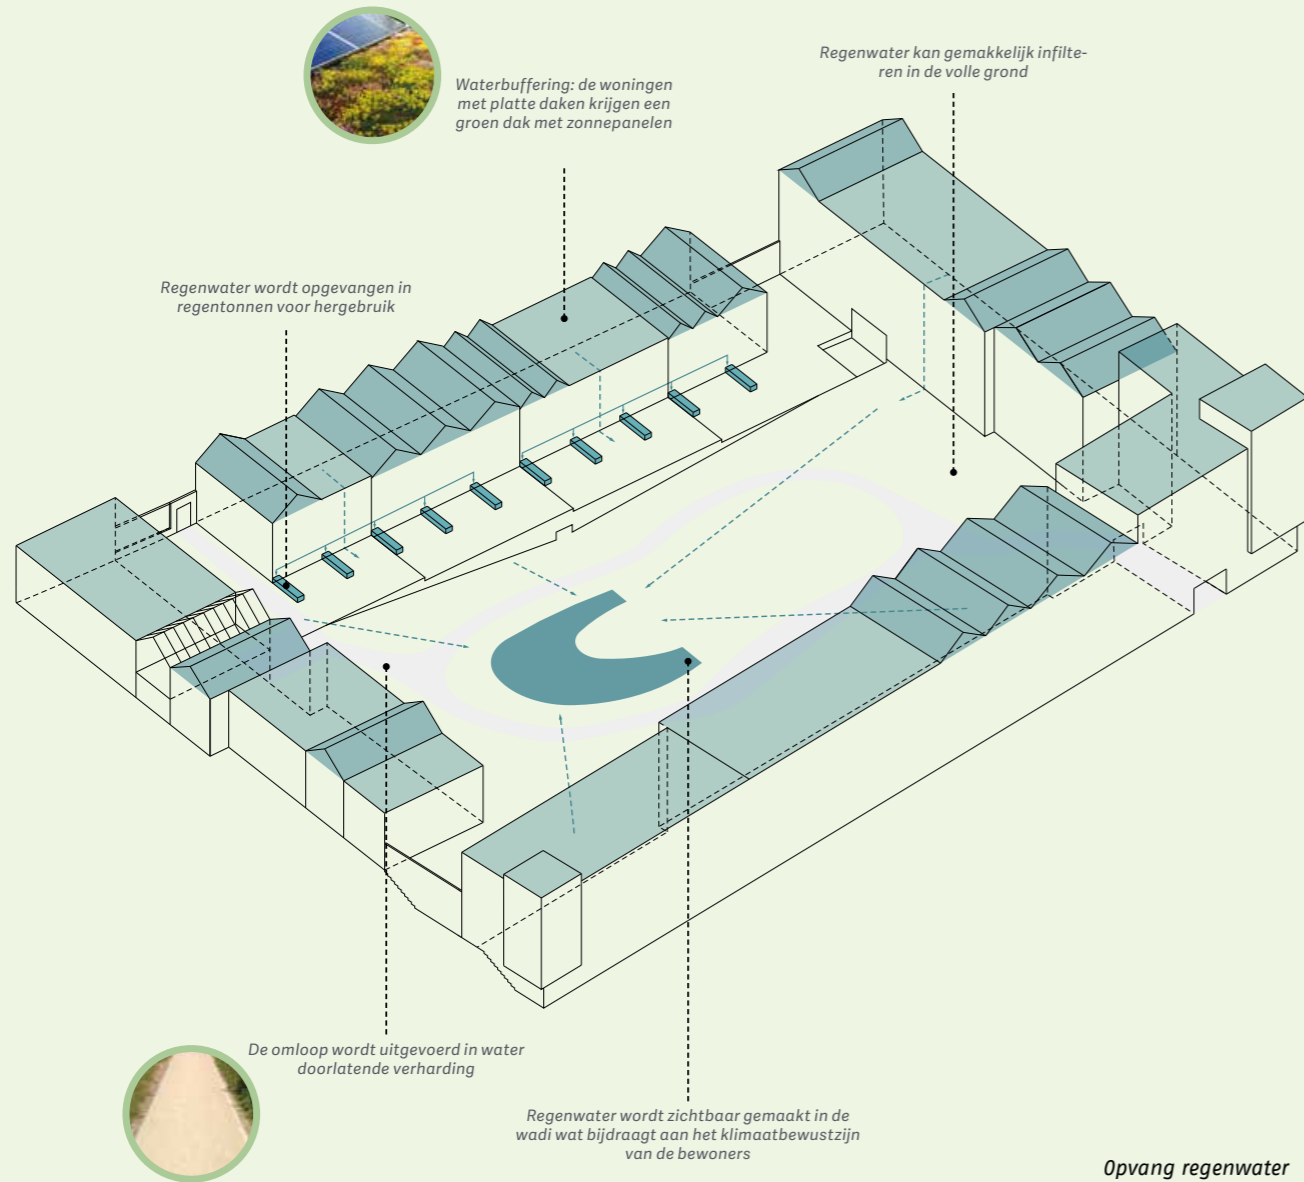 Regenwater kan gemakkelijk infilte-
ren in de volle grond
Waterbuffering: de woningen
met platte daken krijgen een
groen dak met zonnepanelen
Regenwater wordt opgevangen in
regentonnen voor hergebruik
De omloop wordt uitgevoerd in water
doorlatende verharding
Regenwater wordt zichtbaar gemaakt in de
wadi wat bijdraagt aan het klimaatbewustzijn
van de bewoners
Opvang regenwater